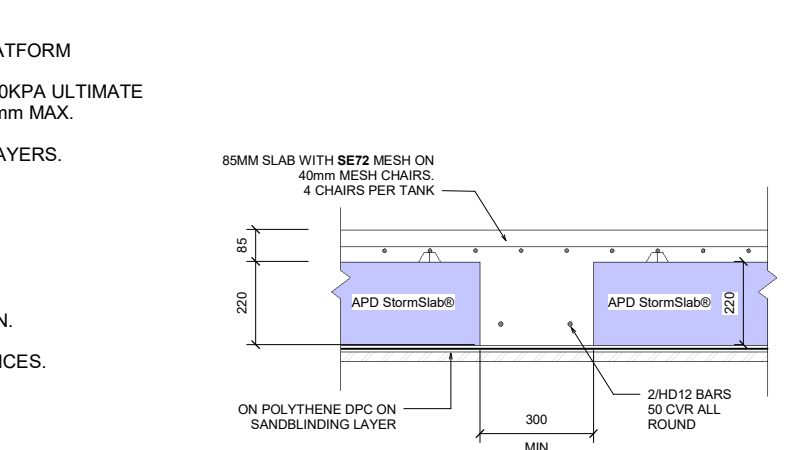 ATFORM
0KPA ULTIMATE
mm MAX.
AYERS.
N.
ICES.
85MM SLAB WITH SE72 MESH ON
40mm MESH CHAIRS.
4 CHAIRS PER TANK
85
220
APD StormSlab®
APD StormSlab®
220
ON POLYTHENE DPC ON
SANDBLINDING LAYER
300
MIN
2/HD12 BARS
50 CVR ALL
ROUND